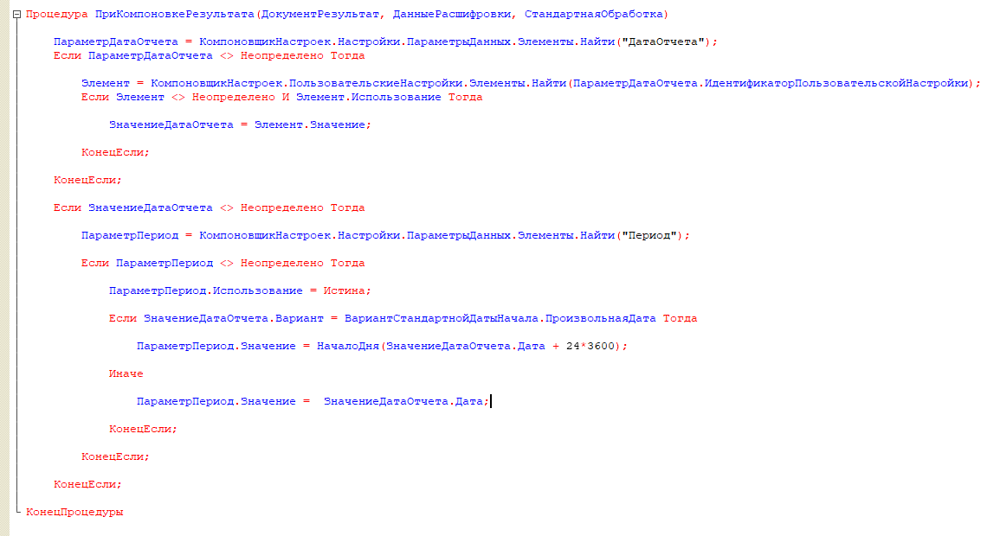 Процедура ПриКомпоновкеРезультата(ДокументРезультат, ДанныеРасшифровки, СтандартнаяОбработка)
ПараметрДатаОтчета = КомпоновщикНастроек.Настройки.ПараметрыДанных.Элементы.Найти("ДатаОтчета");
Если ПараметрДатаОтчета <> Неопределено Тогда
Элемент = КомпоновщикНастроек.ПользовательскиеНастройки.Элементы.Найти(ПараметрДатаОтчета.ИдентификаторПользовательскойНастройки);
Если Элемент <> Неопределено И Элемент.Использование Тогда
ЗначениеДатаОтчета = Элемент.Значение;
КонецЕсли;
КонецЕсли;
Если ЗначениеДатаОтчета <> Неопределено Тогда
ПараметрПериод = КомпоновщикНастроек.Настройки.ПараметрыДанных.Элементы.Найти("Период");
Если ПараметрПериод <> Неопределено Тогда
ПараметрПериод.Использование = Истина;
Если ЗначениеДатаОтчета.Вариант = ВариантСтандартнойДатыНачала.ПроизвольнаяДата Тогда
ПараметрПериод.Значение = НачалоДня(ЗначениеДатаОтчета.Дата + 24*3600);
Иначе
ПараметрПериод.Значение =  ЗначениеДатаОтчета.Дата;
КонецЕсли;
КонецЕсли;
КонецЕсли;
КонецПроцедуры